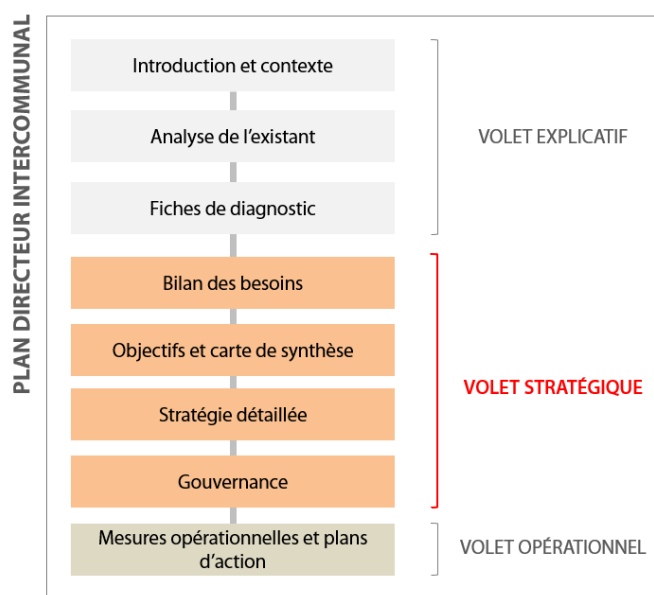 PLAN DIRECTEUR INTERCOMMUNAL
Introduction et contexte
Analyse de l'existant
Fiches de diagnostic
VOLET EXPLICATIF
Bilan des besoins
Objectifs et carte de synthèse
Stratégie détaillée
Gouvernance
VOLET STRATÉGIQUE
Mesures opérationnelles et plans
d'action
VOLET OPÉRATIONNEL